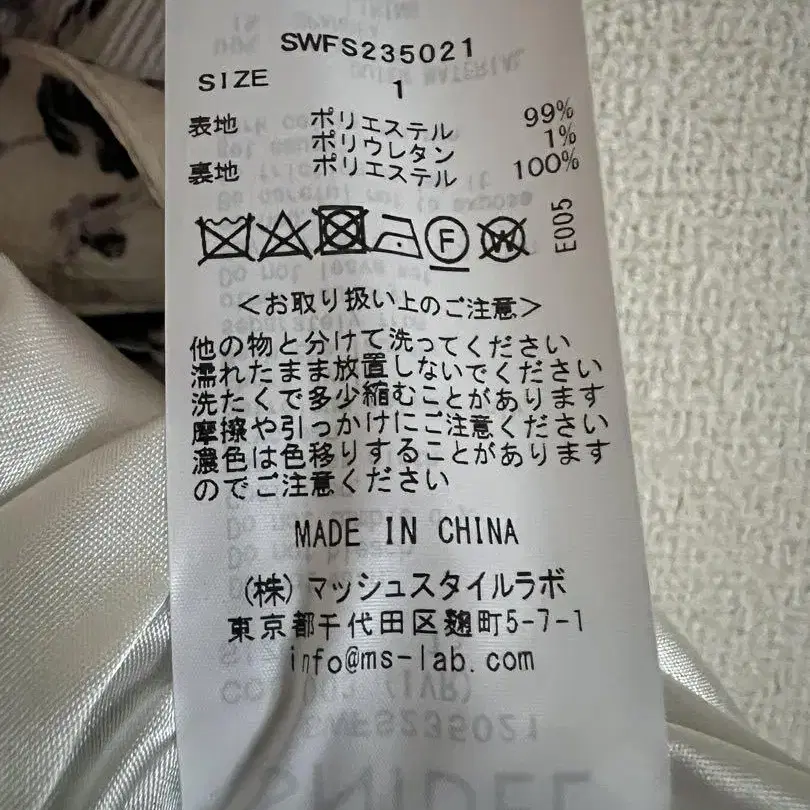 SWFS235021
SIZE
1
表地 ポリエステル 99%
ポリウレタン 1%
裏地 ポリエステル 100%
F W E005
<お取り扱い上のご注意>
他の物と分けて洗ってください
濡れたまま放置しないでください
洗たくで多少縮むことがあります
摩擦や引っかけにご注意ください
濃色は色移りすることがあります
のでご注意ください
MADE IN CHINA
(株)マッシュスタイルラボ
東京都千代田区麹町5-7-1
info@ms-lab.com